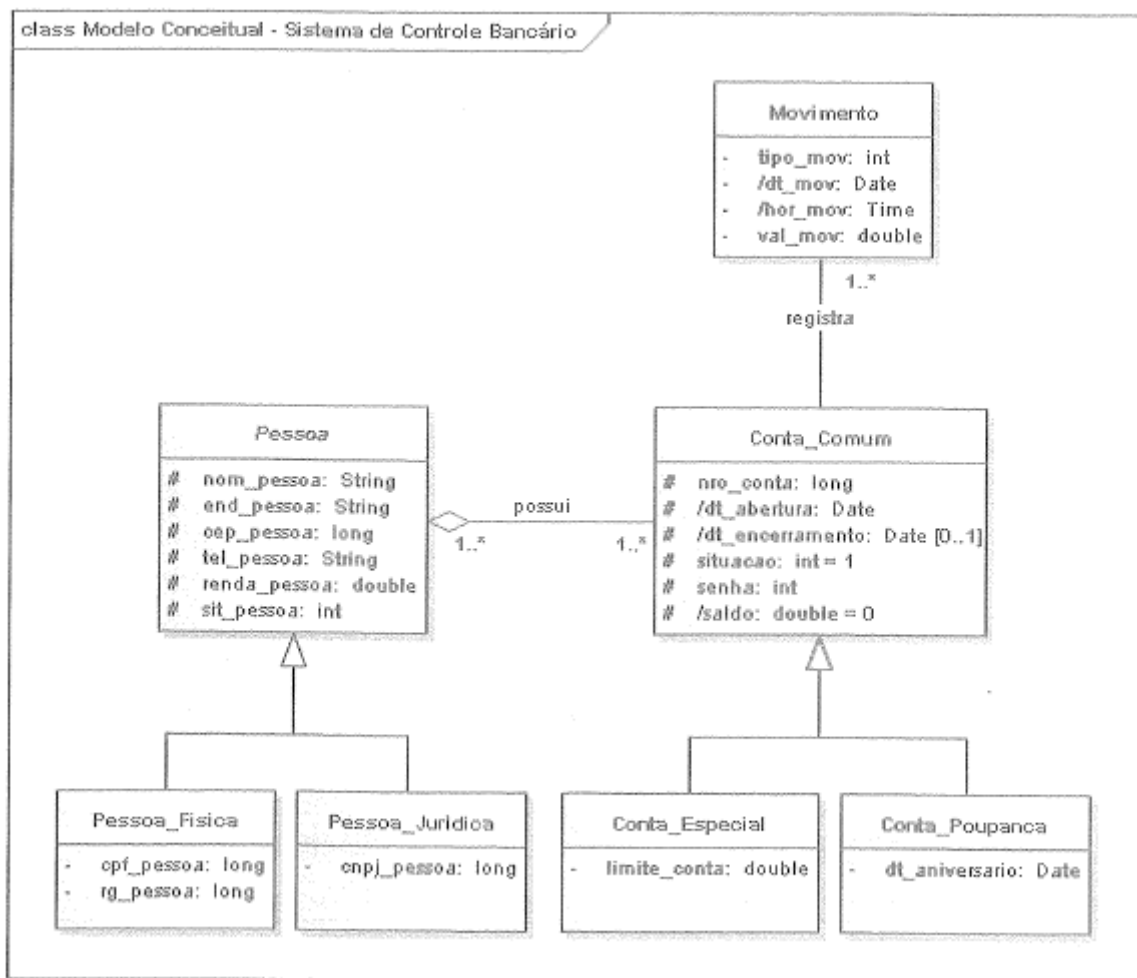 class Modelo Conceitual - Sistema de Controle Bancário
Movimento
- tipo_mov: int
- /dt_mov: Date
- /hor_mov: Time
- val_mov: double
1..*
registra
Pessoa
# nom_pessoa: String
# end_pessoa: String
# cep_pessoa: long
# tel_pessoa: String
# renda_pessoa: double
# sit_pessoa: int
possui
1..*
1..*
Conta_Comum
# nro_conta: long
# /dt_abertura: Date
# /dt_encerramento: Date [0..1]
# situacao: int = 1
# senha: int
# /saldo: double = 0
Pessoa_Fisica
- cpf_pessoa: long
- rg_pessoa: long
Pessoa_Juridica
- cnpj_pessoa: long
Conta_Especial
- limite_conta: double
Conta_Poupanca
- dt_aniversario: Date